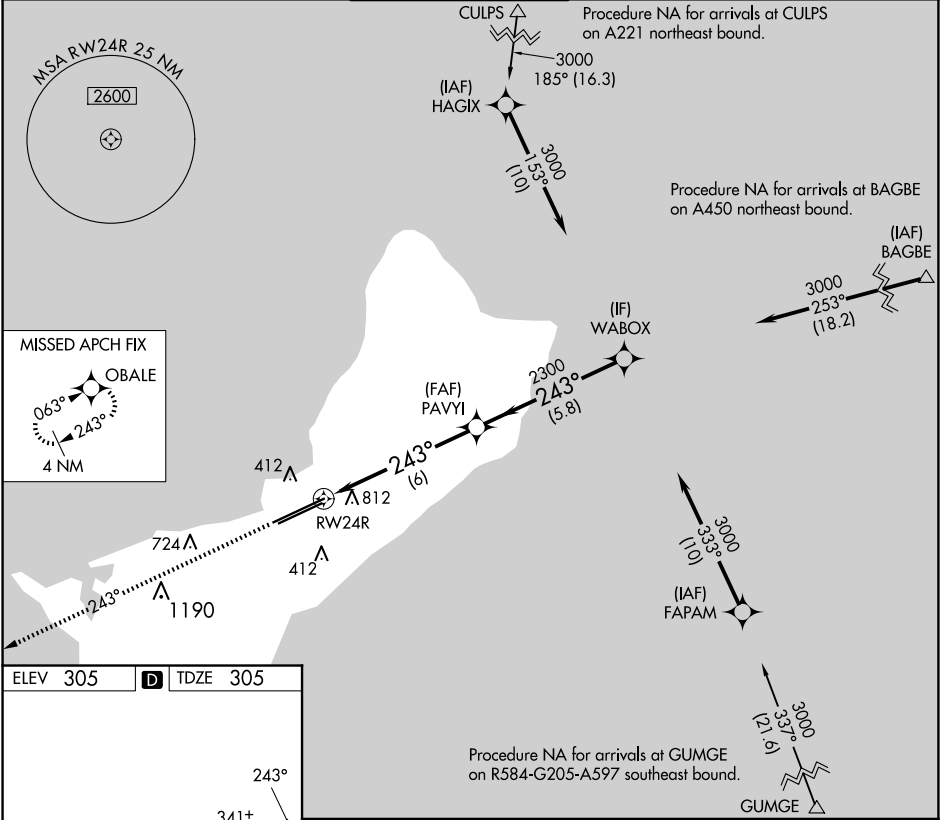 CULPS
Procedure NA for arrivals at CULPS
on A221 northeast bound.
3000
185° (16.3)
MSA RW24R 25 NM
2600
(IAF)
HAGIX
3000
153°
(10)
Procedure NA for arrivals at BAGBE
on A450 northeast bound.
(IAF)
BAGBE
3000
253°
(18.2)
(IF)
WABOX
2300
243°
(5.8)
MISSED APCH FIX
OBALE
063°
243°
4 NM
(FAF)
PAVYI
243°
(6)
412
812
RW24R
724
412
243°
1190
3000
333°
(10)
(IAF)
FAPAM
3000
337°
(21.6)
Procedure NA for arrivals at GUMGE
on R584-G205-A597 southeast bound.
GUMGE
ELEV 305 D TDZE 305
243°
341±